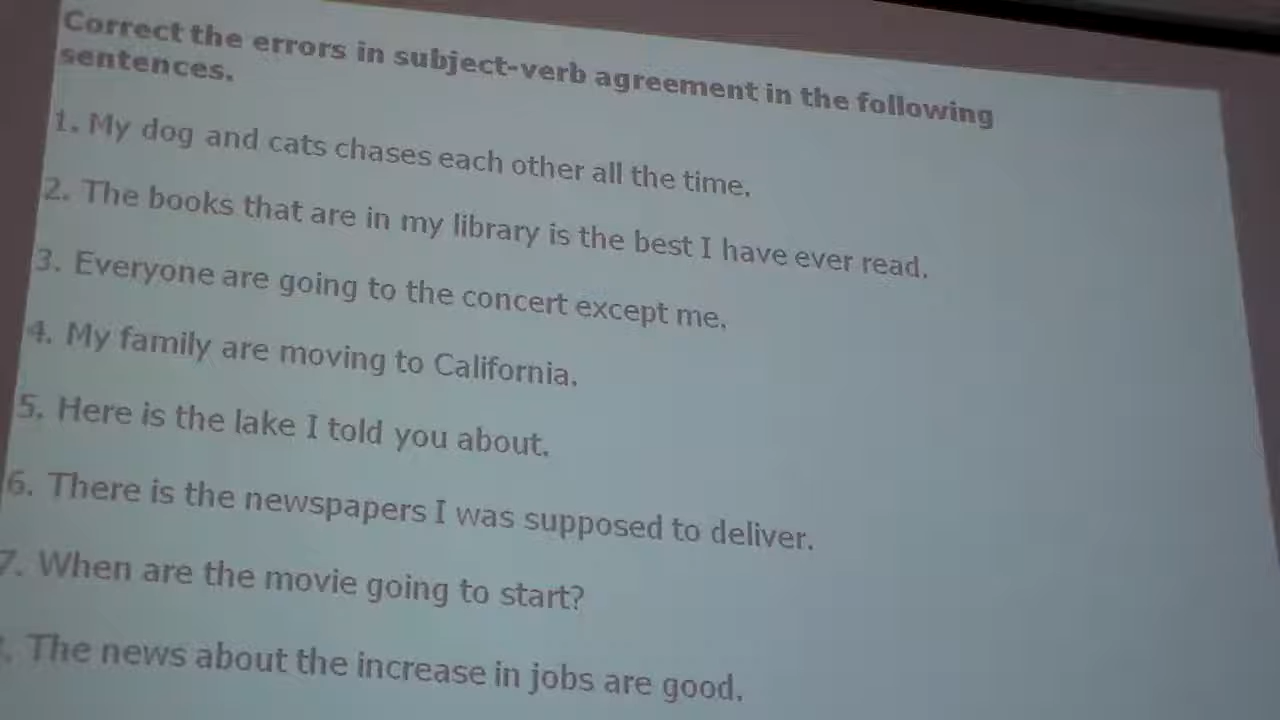 Correct the errors in subject-verb agreement in the following
sentences.
1. My dog and cats chases each other all the time.
2. The books that are in my library is the best I have ever read.
3. Everyone are going to the concert except me.
4. My family are moving to California.
5. Here is the lake I told you about.
6. There is the newspapers I was supposed to deliver.
7. When are the movie going to start?
. The news about the increase in jobs are good.